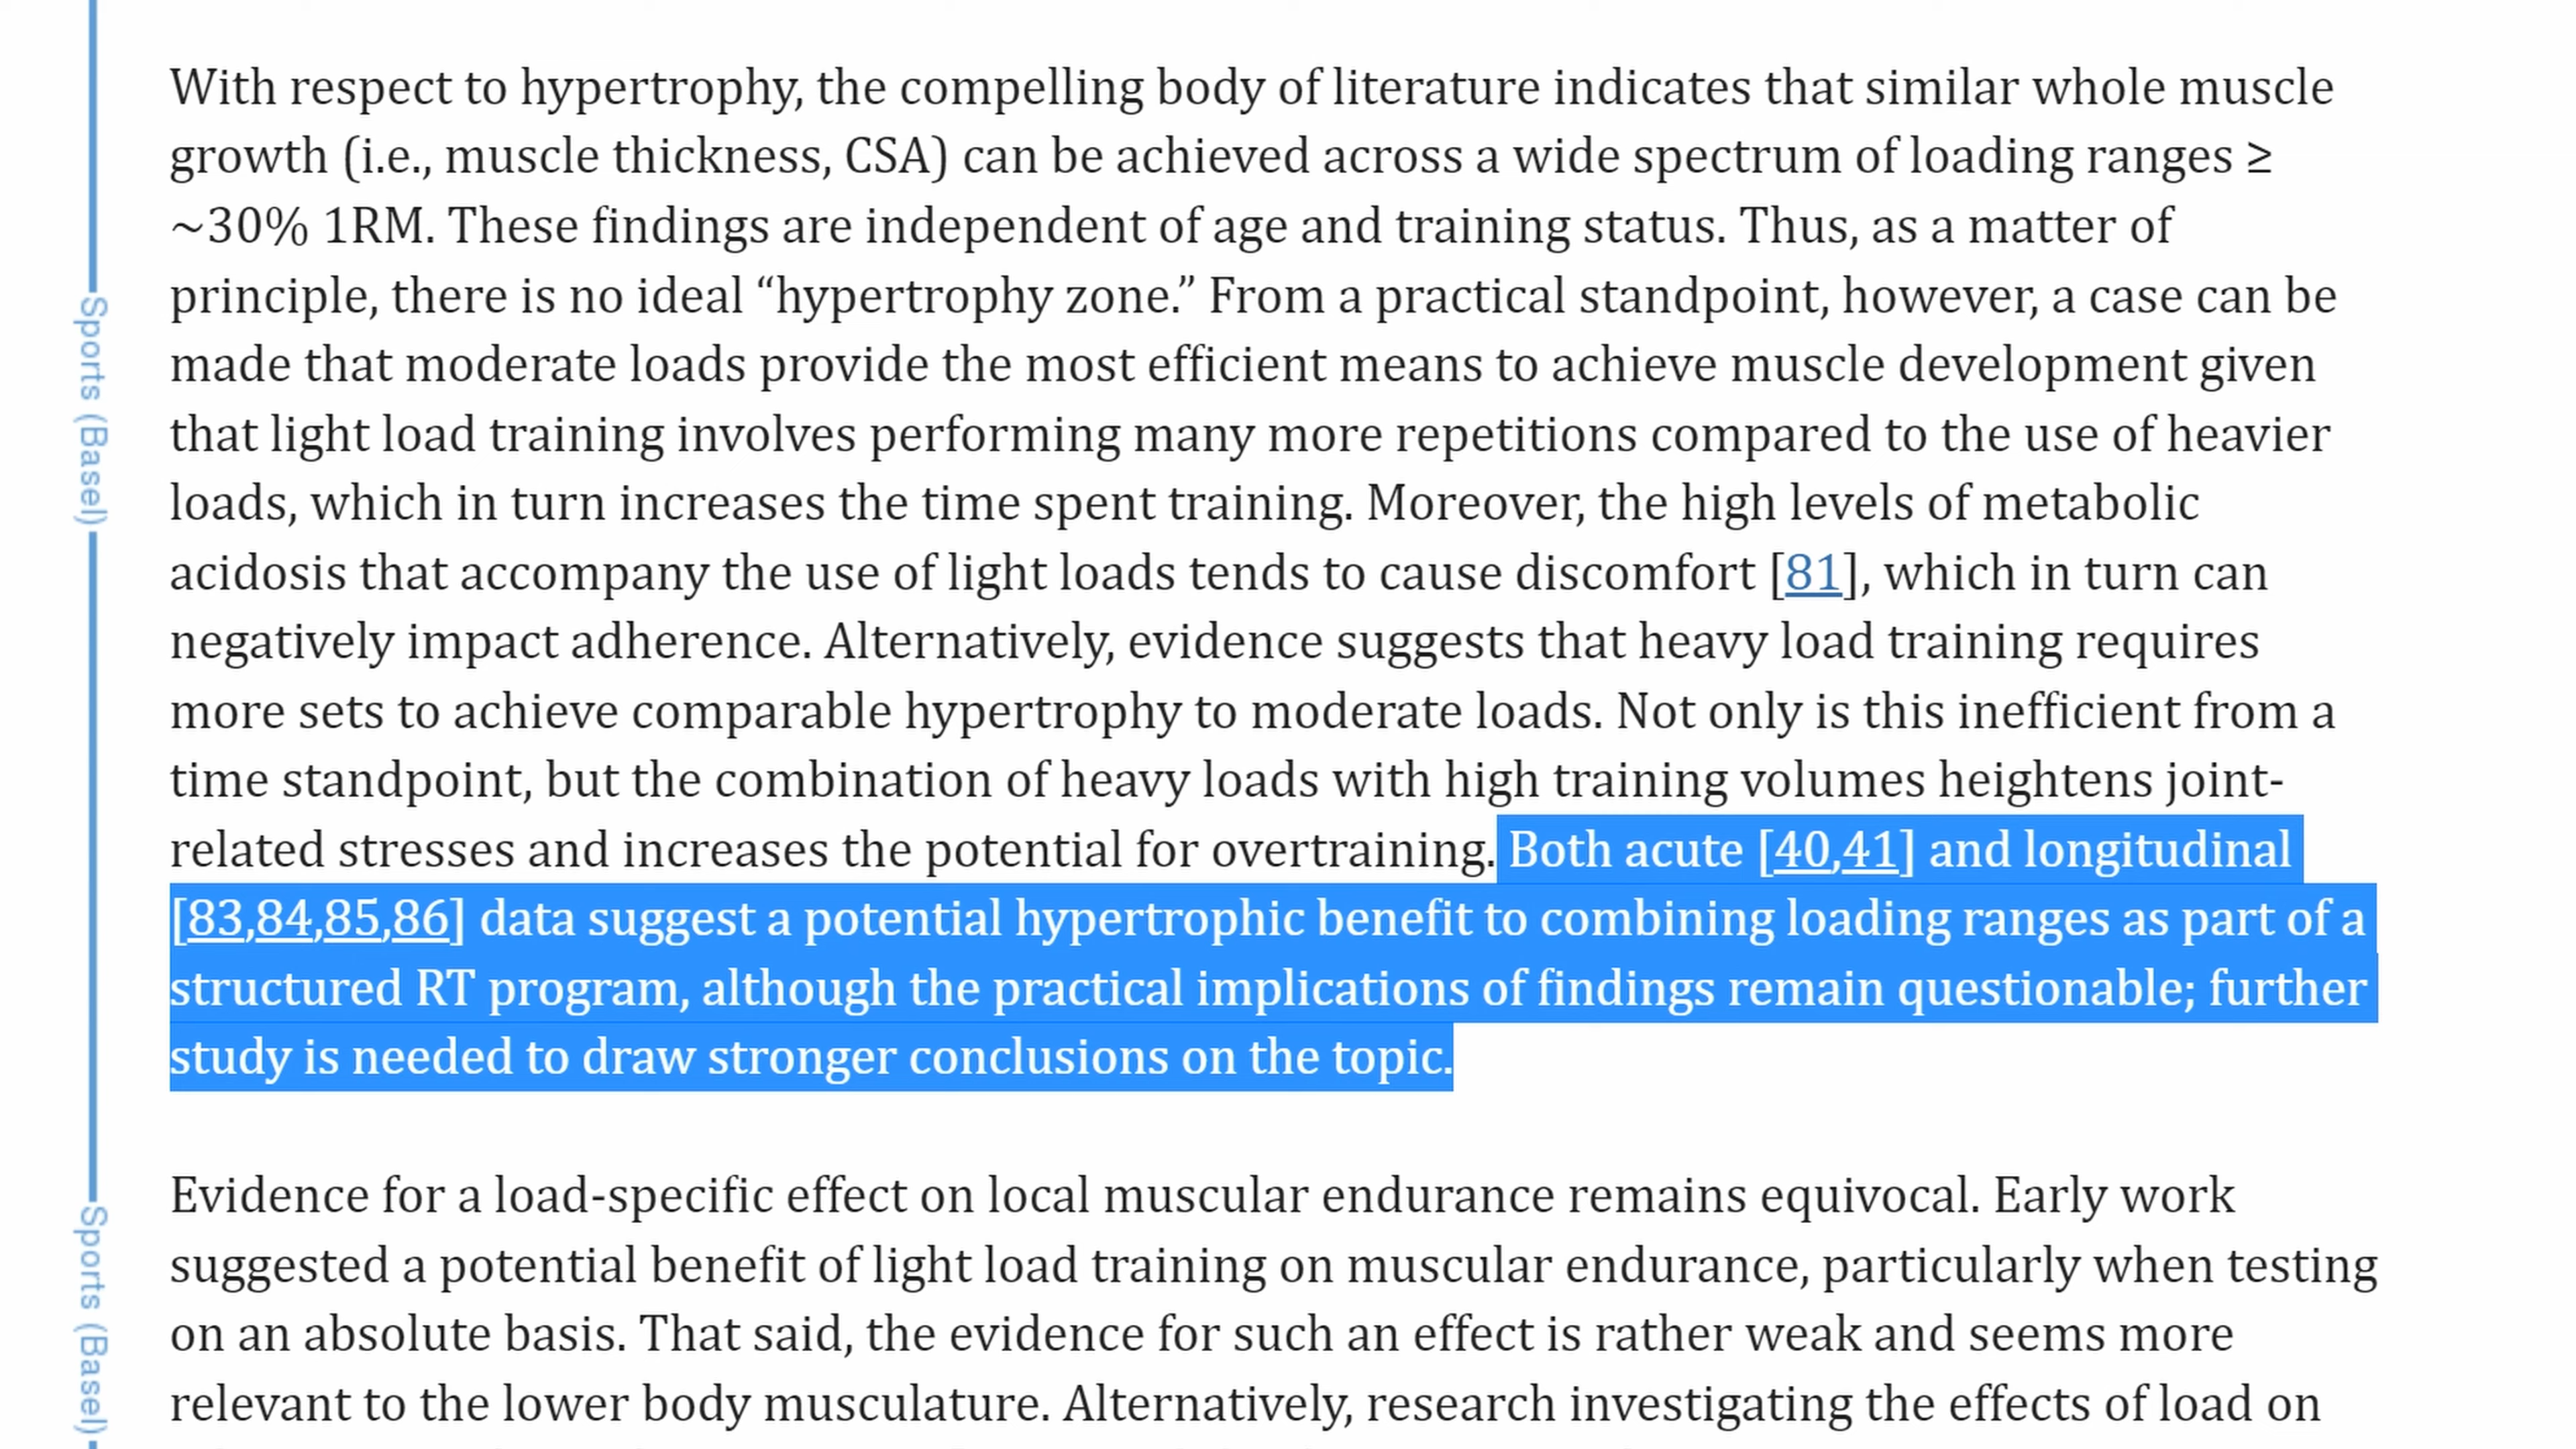 Sports (Basel)
Sports (Basel)
With respect to hypertrophy, the compelling body of literature indicates that similar whole muscle
growth (i.e., muscle thickness, CSA) can be achieved across a wide spectrum of loading ranges ≥
~30% 1RM. These findings are independent of age and training status. Thus, as a matter of
principle, there is no ideal “hypertrophy zone.” From a practical standpoint, however, a case can be
made that moderate loads provide the most efficient means to achieve muscle development given
that light load training involves performing many more repetitions compared to the use of heavier
loads, which in turn increases the time spent training. Moreover, the high levels of metabolic
acidosis that accompany the use of light loads tends to cause discomfort [81], which in turn can
negatively impact adherence. Alternatively, evidence suggests that heavy load training requires
more sets to achieve comparable hypertrophy to moderate loads. Not only is this inefficient from a
time standpoint, but the combination of heavy loads with high training volumes heightens joint-
related stresses and increases the potential for overtraining. Both acute [40,41] and longitudinal
[83,84,85,86] data suggest a potential hypertrophic benefit to combining loading ranges as part of a
structured RT program, although the practical implications of findings remain questionable; further
study is needed to draw stronger conclusions on the topic.
Evidence for a load-specific effect on local muscular endurance remains equivocal. Early work
suggested a potential benefit of light load training on muscular endurance, particularly when testing
on an absolute basis. That said, the evidence for such an effect is rather weak and seems more
relevant to the lower body musculature. Alternatively, research investigating the effects of load on